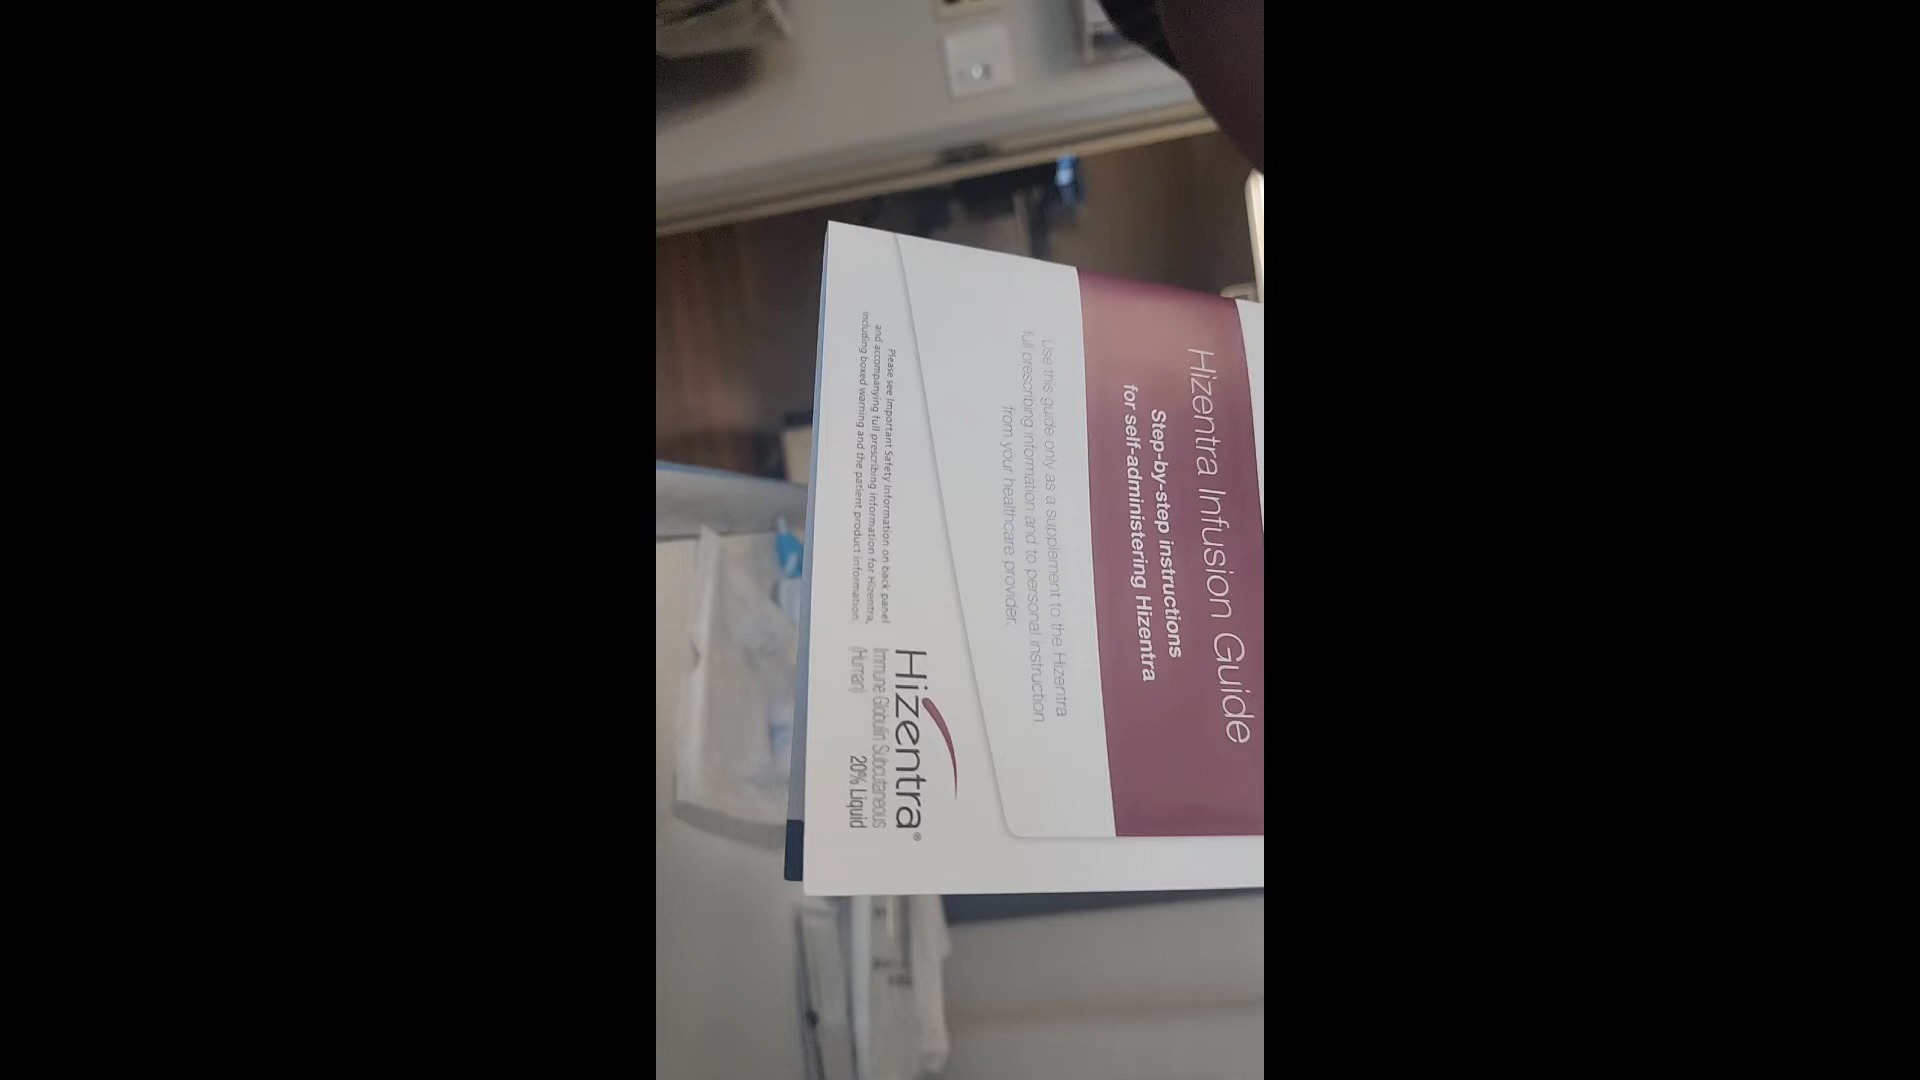 Hizentra Infusion Guide
Step-by-step instructions
for self-administering Hizentra
Use this guide only as a supplement to the Hizentra
full prescribing information and to personal instruction
from your healthcare provider.
Please see Important Safety Information on back panel
and accompanying full prescribing information for Hizentra,
including boxed warning and the patient product information.
Hizentra®
Immune Globulin Subcutaneous
(Human) 20% Liquid